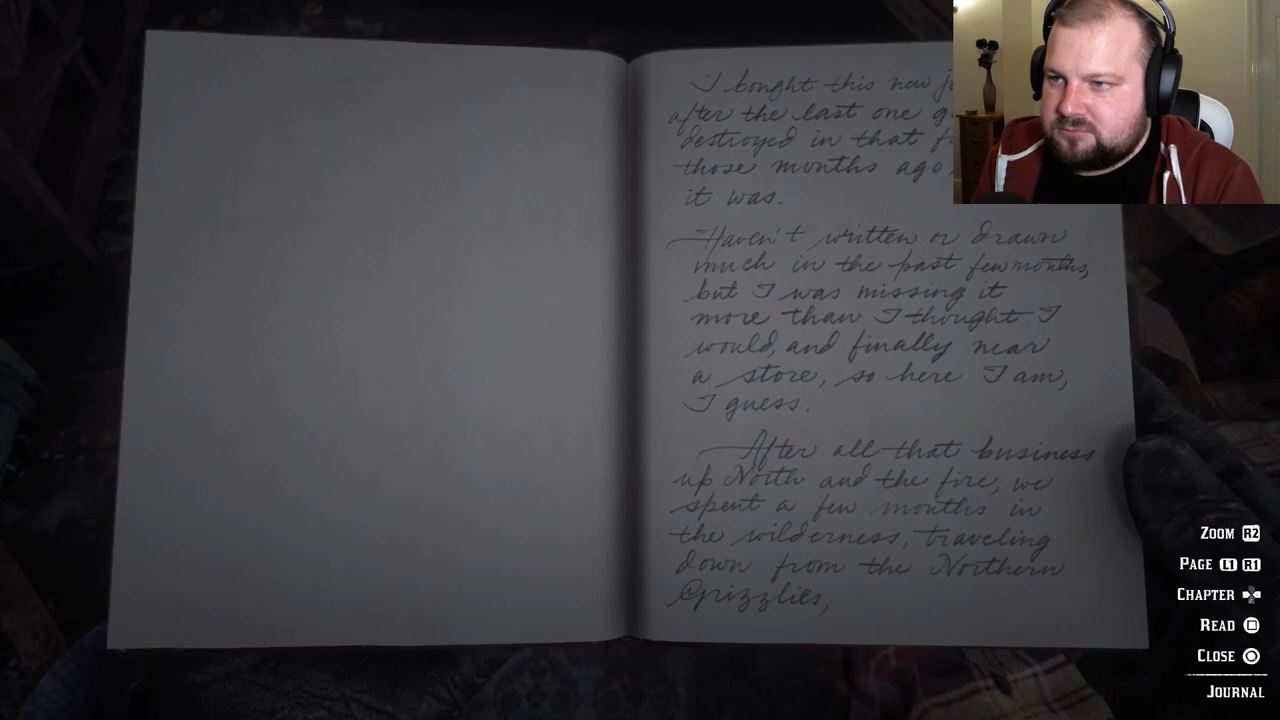 I bought this new
after the last one
destroyed in that
those months ago,
it was.
Haven't written or drawn
much in the past few months,
but I was missing it
more than I thought I
would, and finally near
a store, so here I am,
I guess.
After all that business
up North and the fire, we
spent a few months in
the wilderness, traveling
down from the Northern
Grizzlies,
ZOOM R2
PAGE L1 R1
CHAPTER
READ
CLOSE
JOURNAL